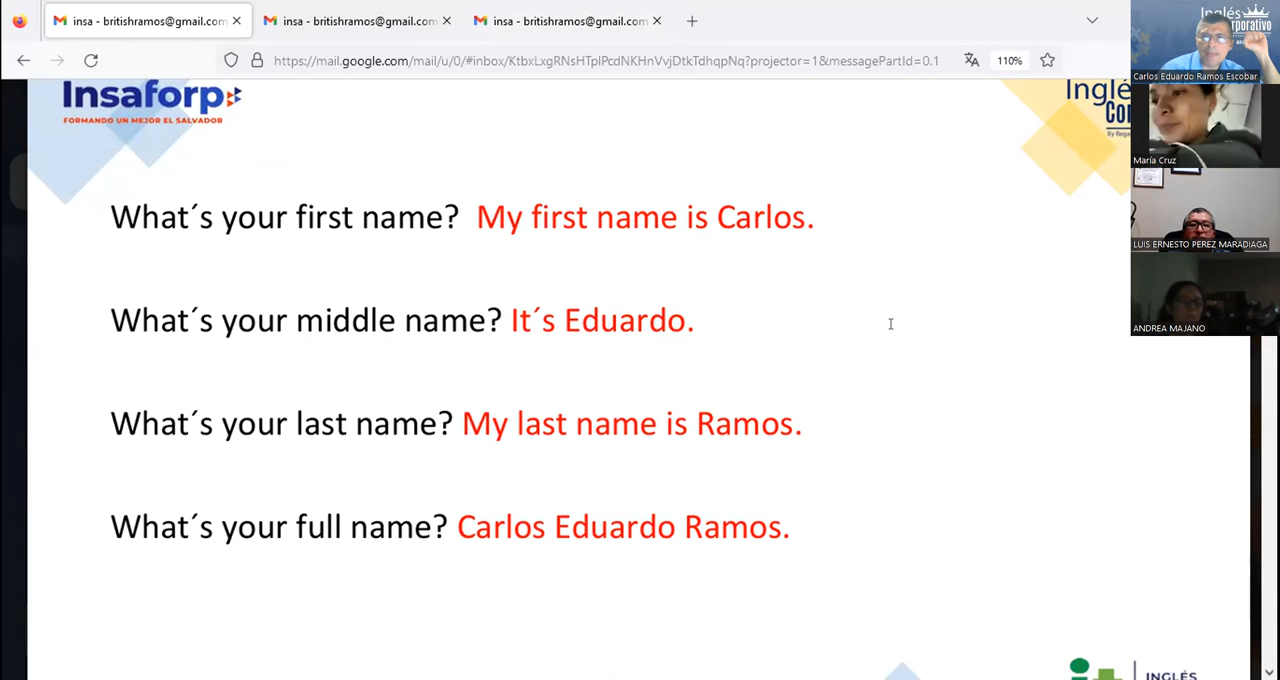 insa - britishramos@gmail.com
insa - britishramos@gmail.com
insa - britishramos@gmail.com
https://mail.google.com/mail/u/0/#inbox/KtbxLxgRNsHTplPcdNKHnVvjDtkTdhqpNq?projector=1&messagePartId=0.1
110%
Inglés
Corporativo
Carlos Eduardo Ramos Escobar
María Cruz
LUIS ERNESTO PEREZ MARADIAGA
ANDREA MAJANO
Insaforp
FORMANDO UN MEJOR EL SALVADOR
What´s your first name? My first name is Carlos.
What´s your middle name? It´s Eduardo.
What´s your last name? My last name is Ramos.
What´s your full name? Carlos Eduardo Ramos.
INGLÉS